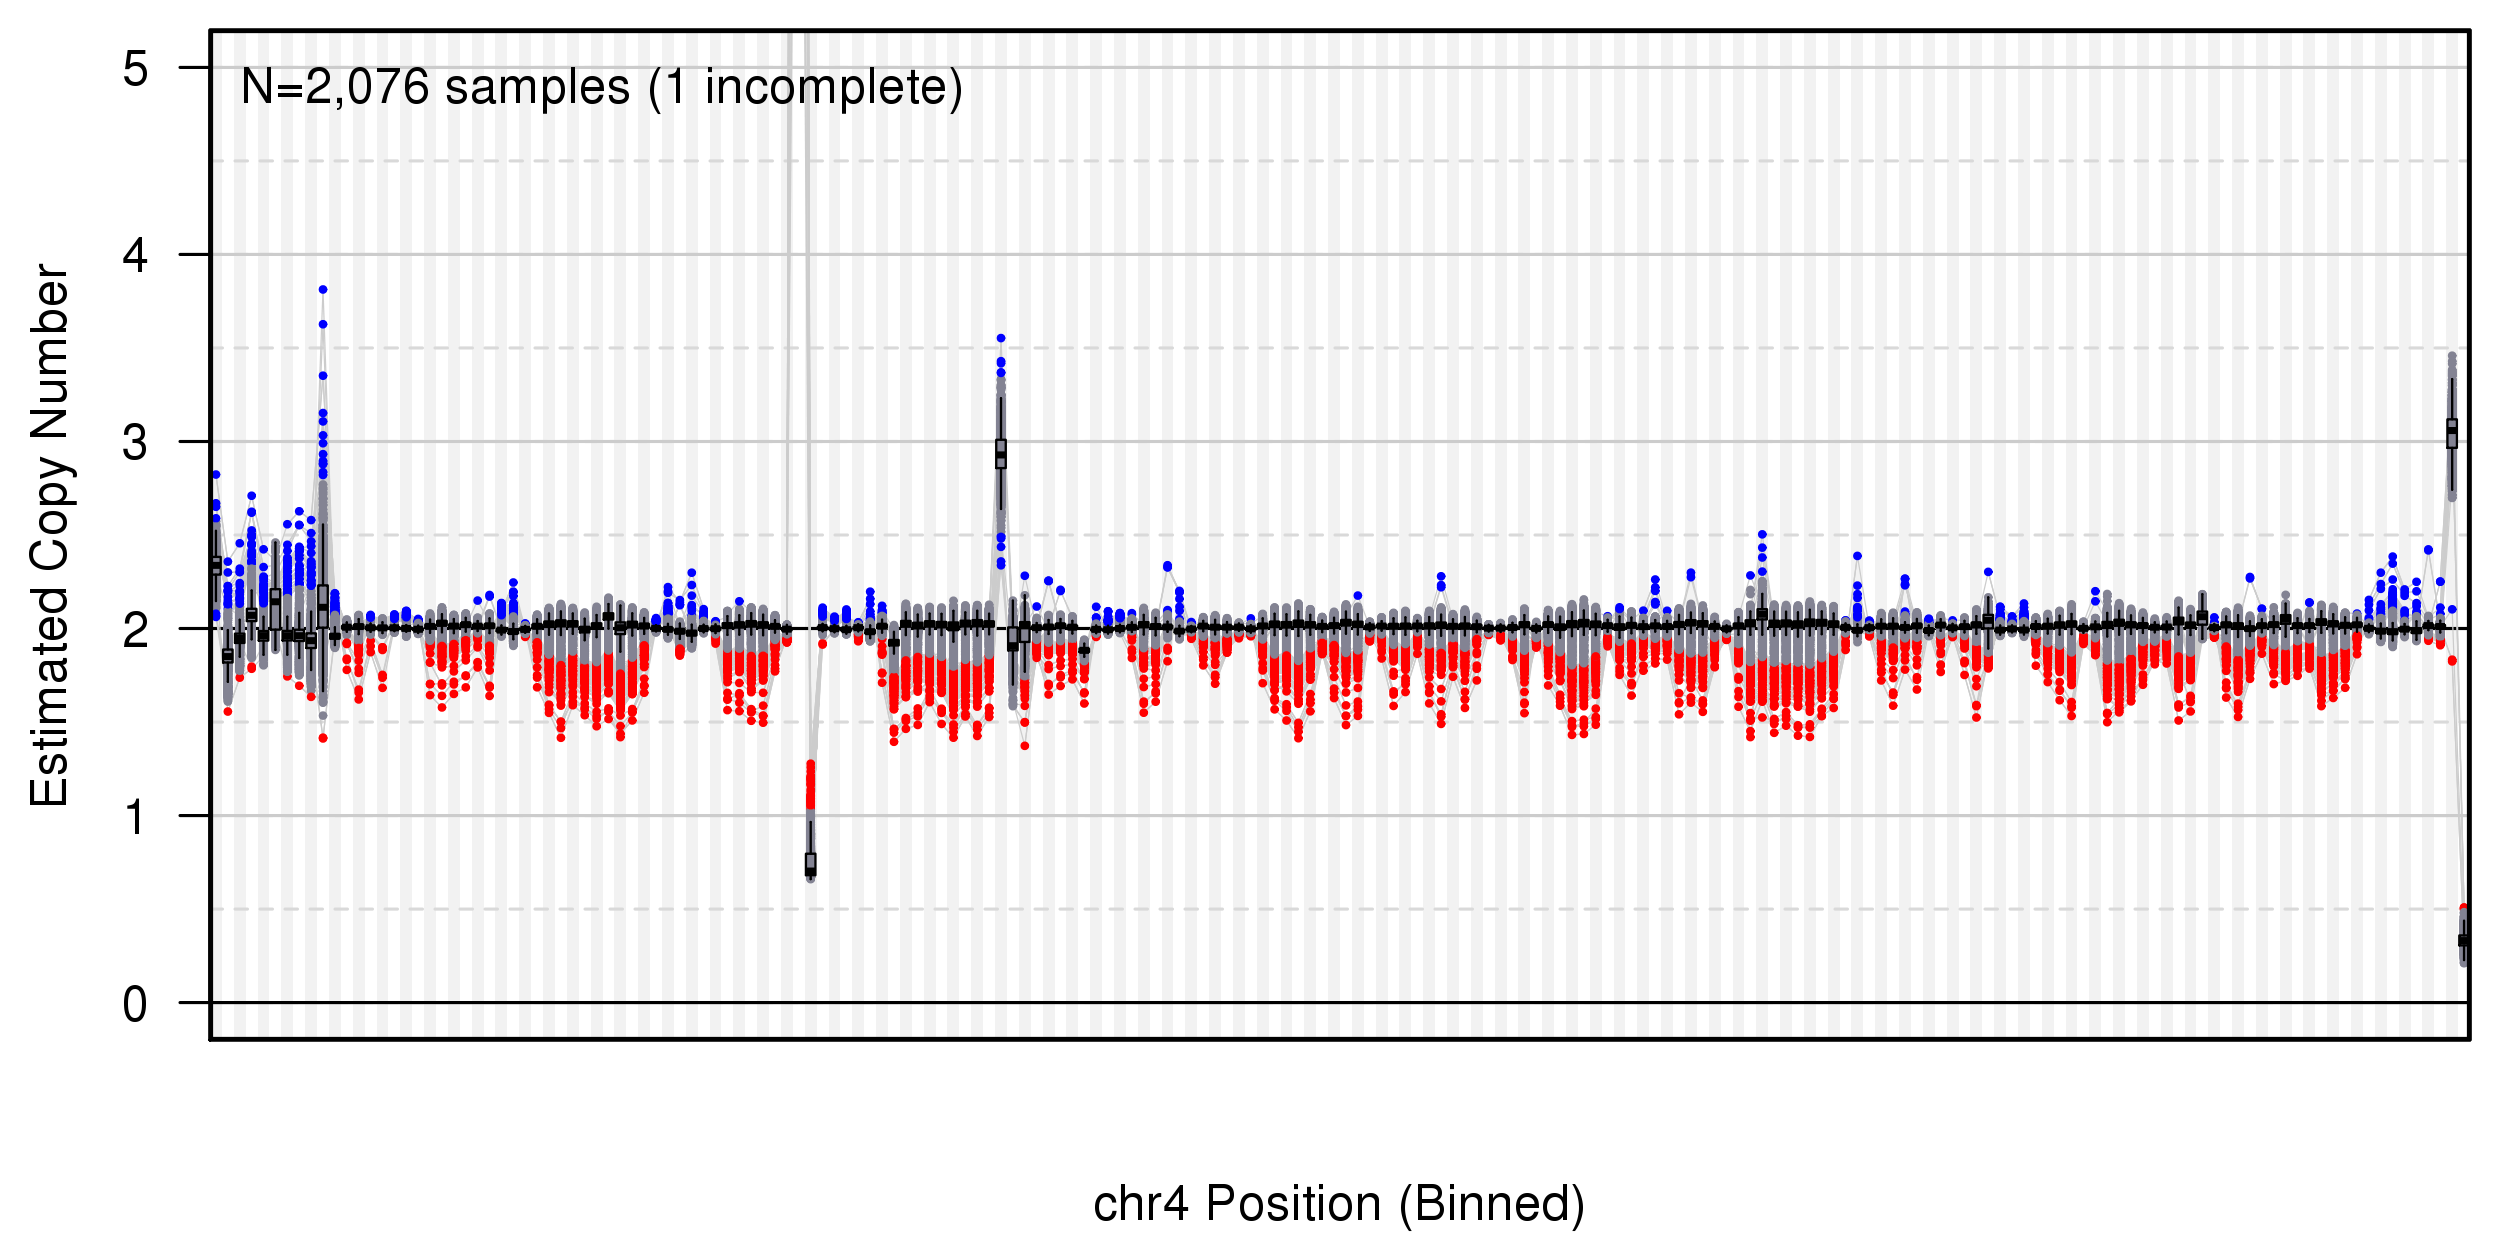 N=2,076 samples (1 incomplete)
5
4
3
2
1
0
Estimated Copy Number
chr4 Position (Binned)